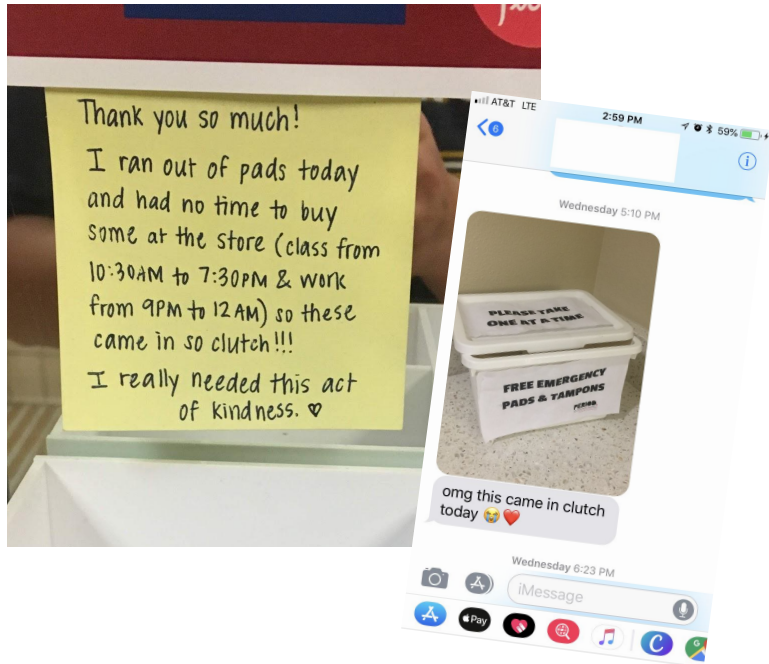 Thank you so much!
I ran out of pads today
and had no time to buy
some at the store (class from
10:30AM to 7:30PM & work
from 9PM to 12AM) so these
came in so clutch!!!
I really needed this act
of kindness. ♡
AT&T LTE
2:59 PM
59%
6
Wednesday 5:10 PM
PLEASE TAKE
ONE AT A TIME
FREE EMERGENCY
PADS & TAMPONS
PERIOD
omg this came in clutch
today 😭❤️
Wednesday 6:23 PM
iMessage
Pay